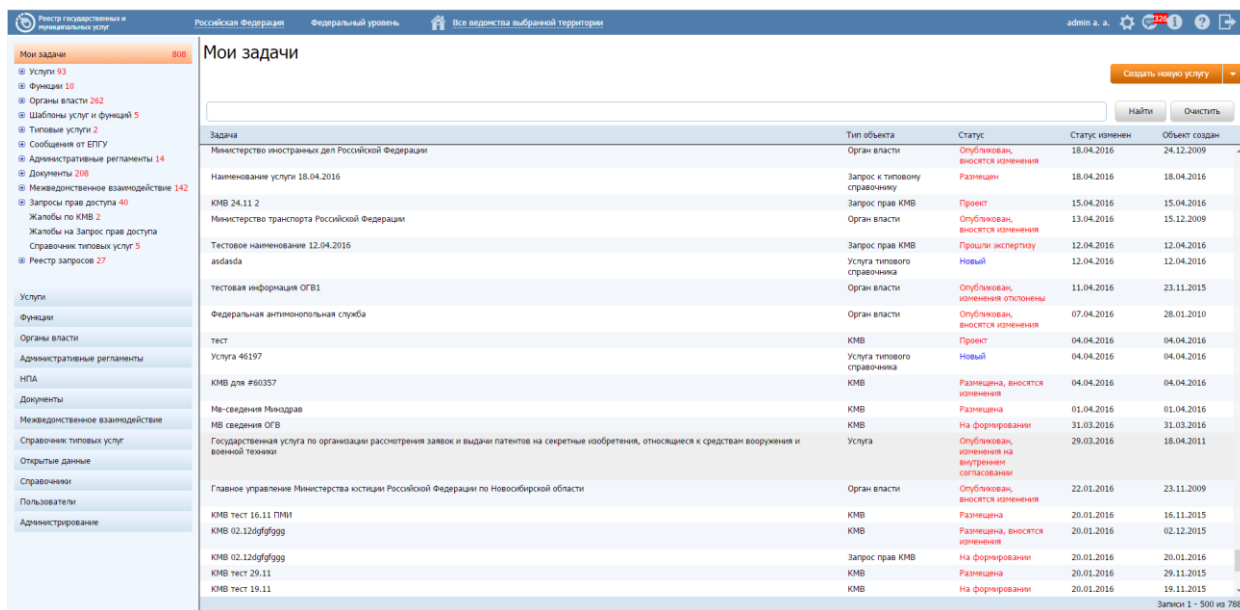 Реестр государственных и
муниципальных услуг
Российская Федерация Федеральный уровень Все ведомства выбранной территории admin a. a. 326
Мои задачи 808
Услуги 93
Функции 10
Органы власти 262
Шаблоны услуг и функций 5
Типовые услуги 2
Сообщения от ЕПГУ
Административные регламенты 14
Документы 208
Межведомственное взаимодействие 142
Запросы прав доступа 40
Жалобы по КМВ 2
Жалобы на Запрос прав доступа
Справочник типовых услуг 5
Реестр запросов 27
Услуги
Функции
Органы власти
Административные регламенты
НПА
Документы
Межведомственное взаимодействие
Справочник типовых услуг
Открытые данные
Справочники
Пользователи
Администрирование
Мои задачи
Создать новую услугу
Найти Очистить
Задача Тип объекта Статус Статус изменен Объект создан
Министерство иностранных дел Российской Федерации Орган власти Опубликован, 18.04.2016 24.12.2009
вносятся изменения
Наименование услуги 18.04.2016 Запрос к типовому Размещен 18.04.2016 18.04.2016
справочнику
КМВ 24.11 2 Запрос прав КМВ Проект 15.04.2016 15.04.2016
Министерство транспорта Российской Федерации Орган власти Опубликован, 13.04.2016 15.12.2009
вносятся изменения
Тестовое наименование 12.04.2016 Запрос прав КМВ Прошли экспертизу 12.04.2016 12.04.2016
asdasda Услуга типового Новый 12.04.2016 12.04.2016
справочника
тестовая информация ОГВ1 Орган власти Опубликован, 11.04.2016 23.11.2015
изменения отклонены
Федеральная антимонопольная служба Орган власти Опубликован, 07.04.2016 28.01.2010
вносятся изменения
тест КМВ Проект 04.04.2016 04.04.2016
Услуга 46197 Услуга типового Новый 04.04.2016 04.04.2016
справочника
КМВ для #60357 КМВ Размещена, вносятся 04.04.2016 04.04.2016
изменения
Мв-сведения Минздрав КМВ Размещена 01.04.2016 01.04.2016
МВ сведения ОГВ КМВ На формировании 31.03.2016 31.03.2016
Государственная услуга по организации рассмотрения заявок и выдачи патентов на секретные изобретения, относящиеся к средствам вооружения и Услуга Опубликован, 29.03.2016 18.04.2011
военной техники изменения на
внутреннем
согласовании
Главное управление Министерства юстиции Российской Федерации по Новосибирской области Орган власти Опубликован, 22.01.2016 23.11.2009
вносятся изменения
КМВ тест 16.11 ПМИ КМВ Размещена 20.01.2016 16.11.2015
КМВ 02.12dgfgfggg КМВ Размещена, вносятся 20.01.2016 02.12.2015
изменения
КМВ 02.12dgfgfggg Запрос прав КМВ На формировании 20.01.2016 20.01.2016
КМВ тест 29.11 КМВ Размещена 20.01.2016 29.11.2015
КМВ тест 19.11 КМВ На формировании 20.01.2016 19.11.2015
Записи 1 - 500 из 788